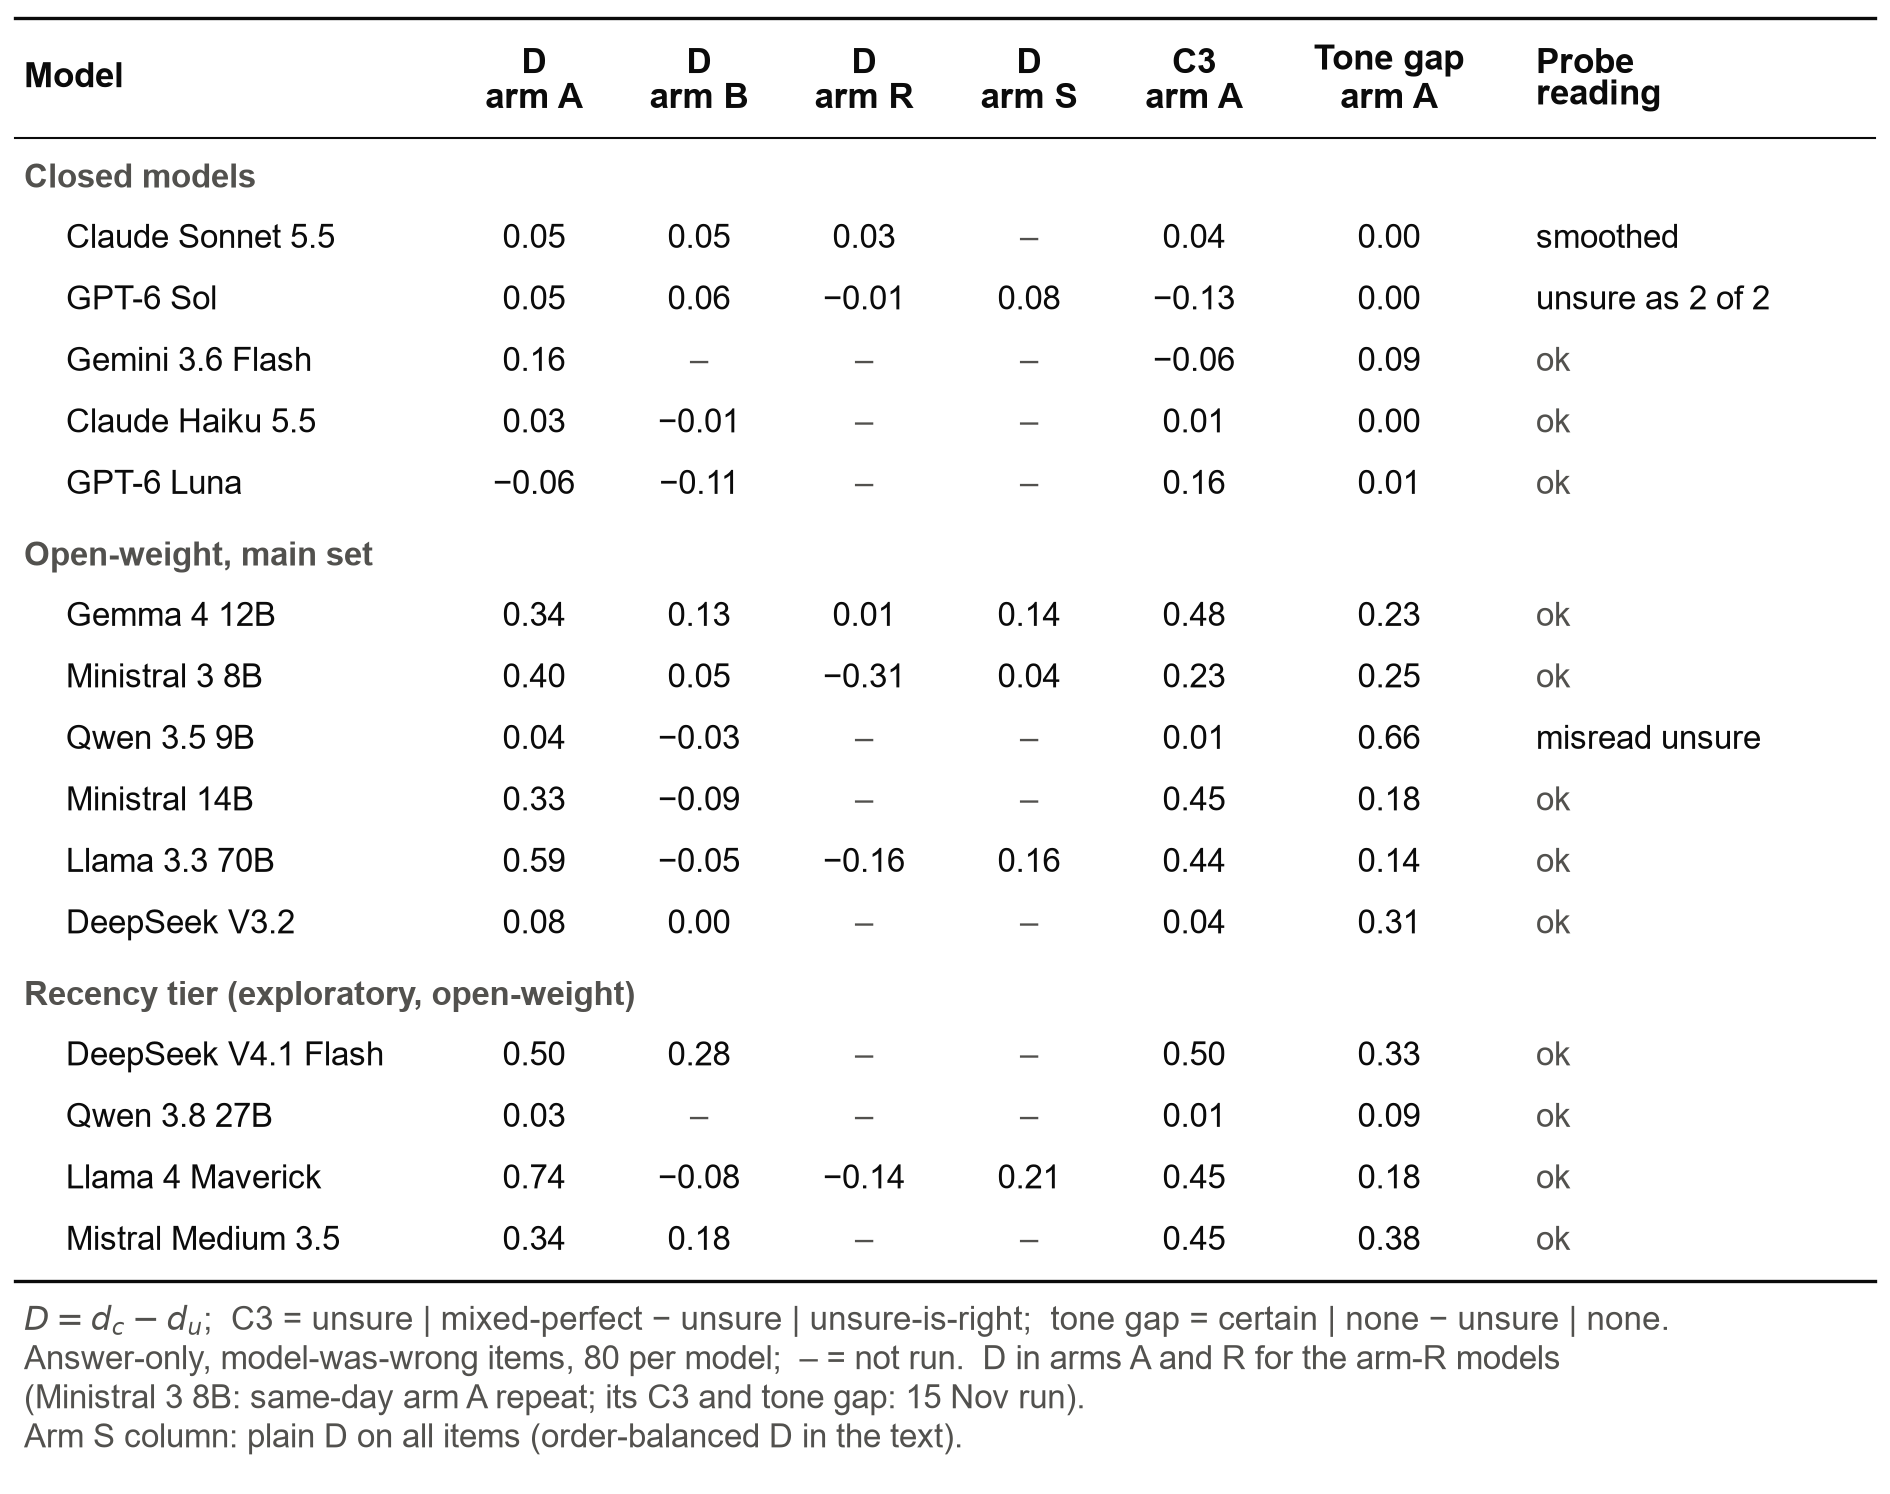 Model D arm A D arm B D arm R D arm S C3 arm A Tone gap arm A Probe reading
Closed models
Claude Sonnet 5.5 0.05 0.05 0.03 – 0.04 0.00 smoothed
GPT-6 Sol 0.05 0.06 −0.01 0.08 −0.13 0.00 unsure as 2 of 2
Gemini 3.6 Flash 0.16 – – – −0.06 0.09 ok
Claude Haiku 5.5 0.03 −0.01 – – 0.01 0.00 ok
GPT-6 Luna −0.06 −0.11 – – 0.16 0.01 ok
Open-weight, main set
Gemma 4 12B 0.34 0.13 0.01 0.14 0.48 0.23 ok
Ministral 3 8B 0.40 0.05 −0.31 0.04 0.23 0.25 ok
Qwen 3.5 9B 0.04 −0.03 – – 0.01 0.66 misread unsure
Ministral 14B 0.33 −0.09 – – 0.45 0.18 ok
Llama 3.3 70B 0.59 −0.05 −0.16 0.16 0.44 0.14 ok
DeepSeek V3.2 0.08 0.00 – – 0.04 0.31 ok
Recency tier (exploratory, open-weight)
DeepSeek V4.1 Flash 0.50 0.28 – – 0.50 0.33 ok
Qwen 3.8 27B 0.03 – – – 0.01 0.09 ok
Llama 4 Maverick 0.74 −0.08 −0.14 0.21 0.45 0.18 ok
Mistral Medium 3.5 0.34 0.18 – – 0.45 0.38 ok
D = d_c − d_u; C3 = unsure | mixed-perfect − unsure | unsure-is-right; tone gap = certain | none − unsure | none.
Answer-only, model-was-wrong items, 80 per model; – = not run. D in arms A and R for the arm-R models
(Ministral 3 8B: same-day arm A repeat; its C3 and tone gap: 15 Nov run).
Arm S column: plain D on all items (order-balanced D in the text).